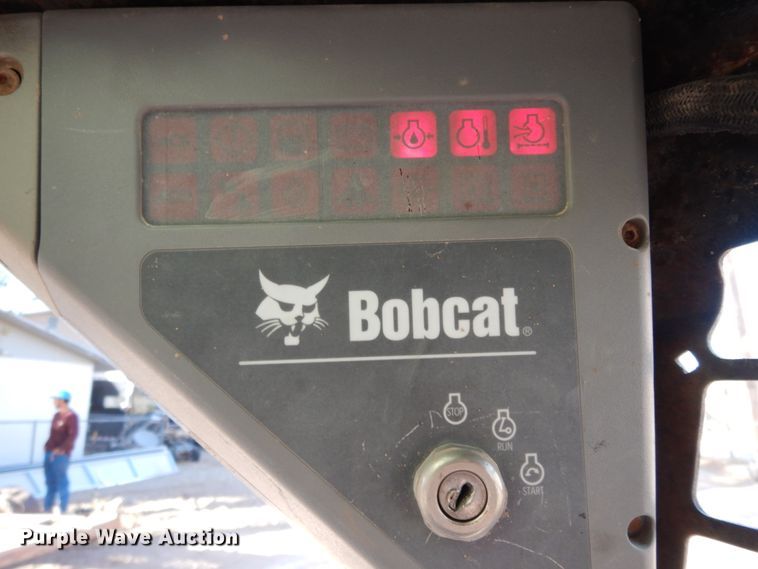 Bobcat®
STOP
RUN
START
Purple Wave Auction